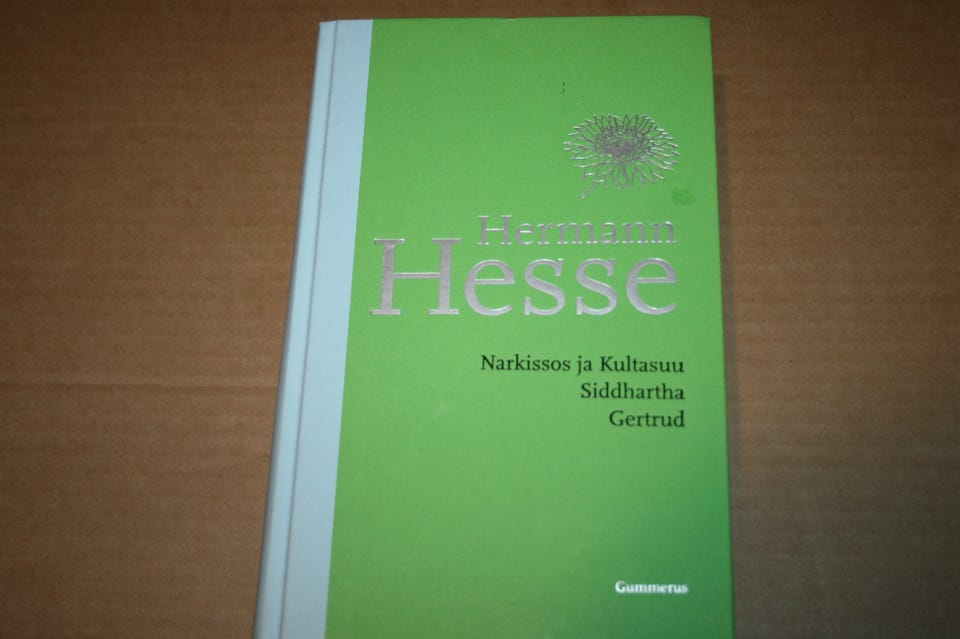 Hermann
Hesse
Narkissos ja Kultasuu
Siddhartha
Gertrud
Gummerus